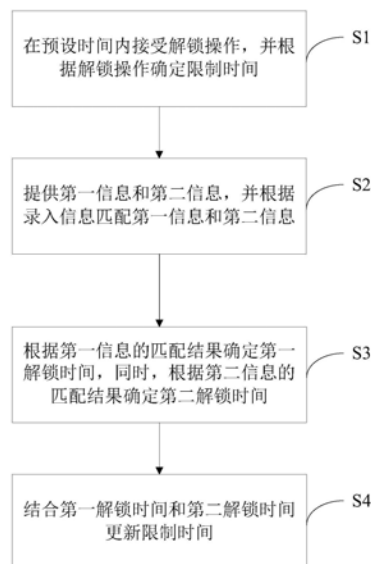 在预设时间内接受解锁操作，并根
据解锁操作确定限制时间
S1
提供第一信息和第二信息，并根据
录入信息匹配第一信息和第二信息
S2
根据第一信息的匹配结果确定第一
解锁时间，同时，根据第二信息的
匹配结果确定第二解锁时间
S3
结合第一解锁时间和第二解锁时间
更新限制时间
S4